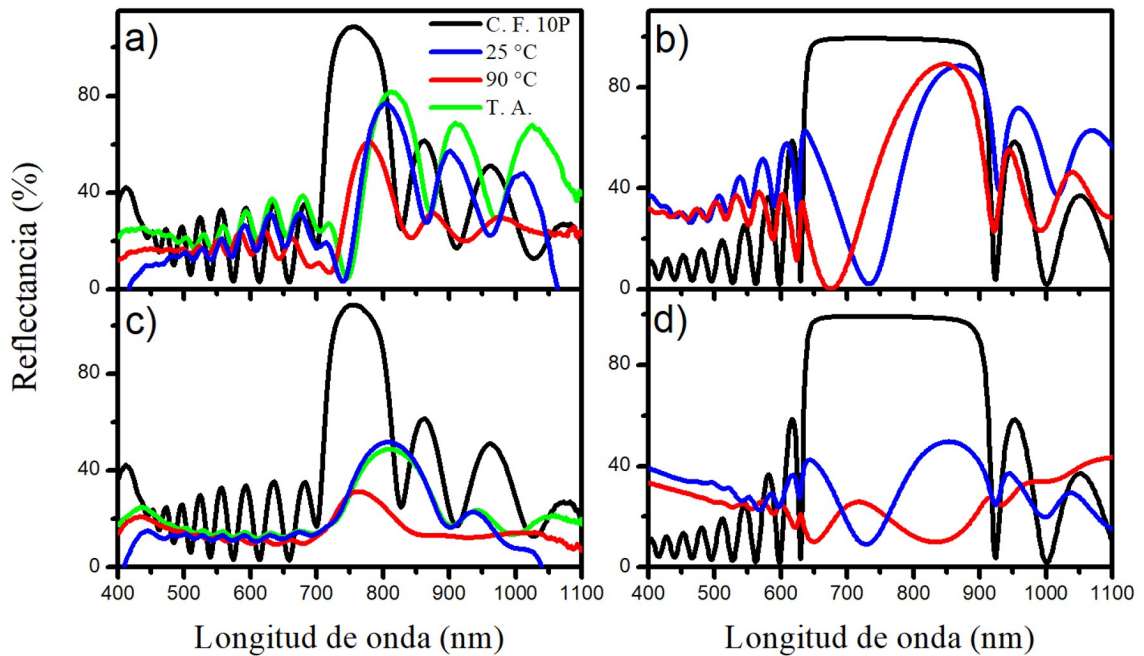 a)
C. F. 10P
25 °C
90 °C
T. A.
b)
80
40
0
80
40
0
c)
d)
80
40
0
80
40
0
Reflectancia (%)
400 500 600 700 800 900 1000 1100
400 500 600 700 800 900 1000 1100
Longitud de onda (nm)
Longitud de onda (nm)